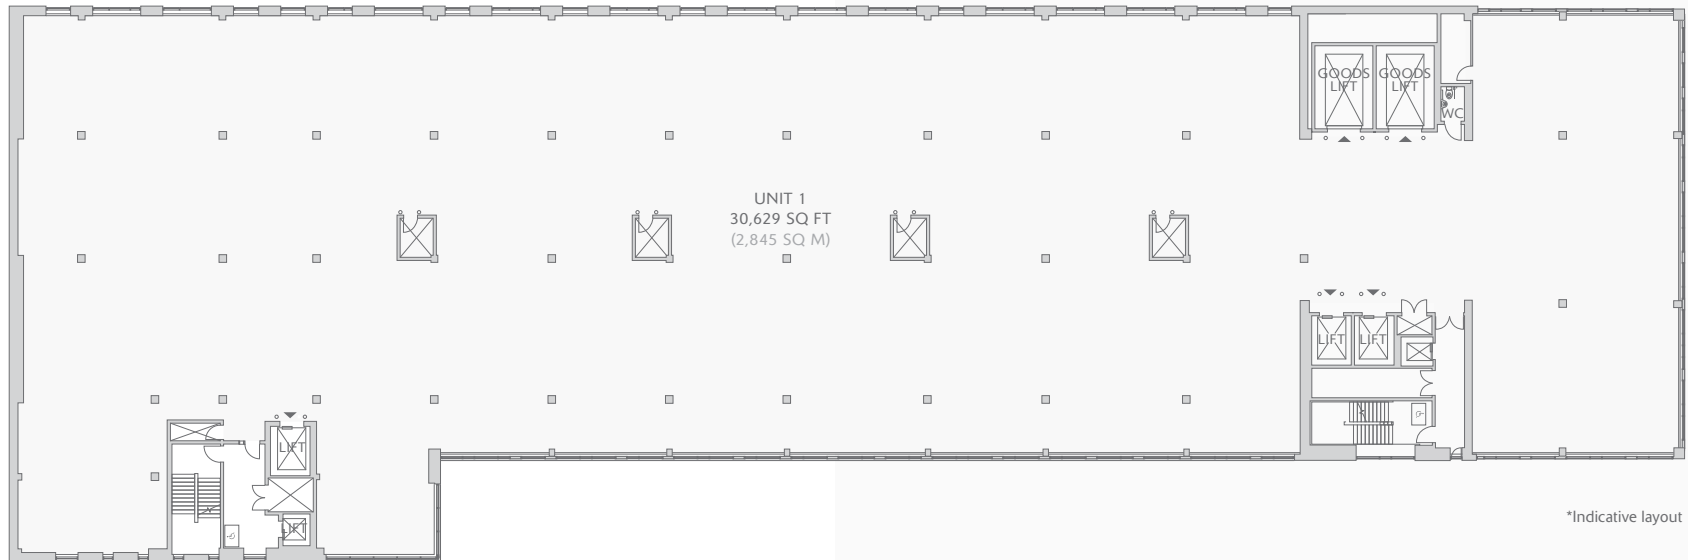 GOODS
LIFT
GOODS
LIFT
WC
UNIT 1
30,629 SQ FT
(2,845 SQ M)
LIFT
LIFT
LIFT
LIFT
*Indicative layout